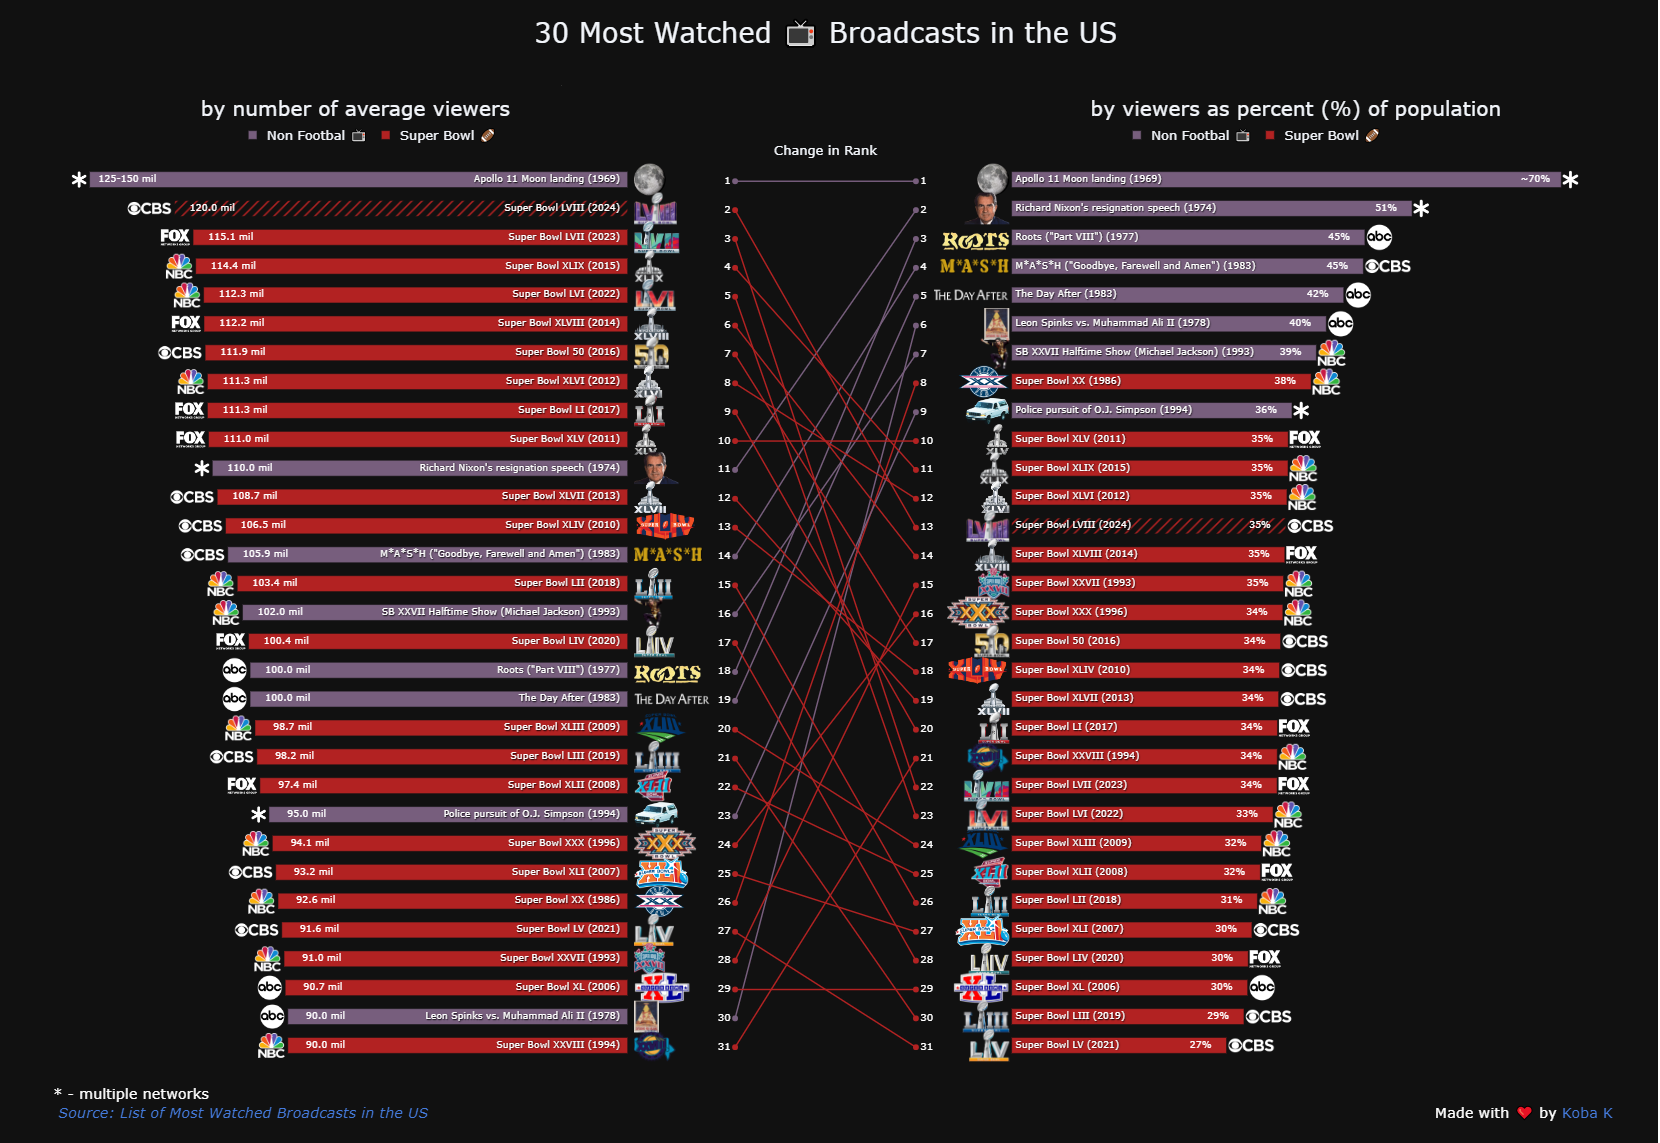 30 Most Watched 📺 Broadcasts in the US
by number of average viewers
Non Footbal 📺 Super Bowl 🏈
by viewers as percent (%) of population
Non Footbal 📺 Super Bowl 🏈
Change in Rank
* 125-150 mil Apollo 11 Moon landing (1969)
CBS 120.0 mil Super Bowl LVIII (2024)
FOX 115.1 mil Super Bowl LVII (2023)
NBC 114.4 mil Super Bowl XLIX (2015)
NBC 112.3 mil Super Bowl LVI (2022)
FOX 112.2 mil Super Bowl XLVIII (2014)
CBS 111.9 mil Super Bowl 50 (2016)
NBC 111.3 mil Super Bowl XLVI (2012)
FOX 111.3 mil Super Bowl LI (2017)
FOX 111.0 mil Super Bowl XLV (2011)
* 110.0 mil Richard Nixon's resignation speech (1974)
CBS 108.7 mil Super Bowl XLVII (2013)
CBS 106.5 mil Super Bowl XLIV (2010)
CBS 105.9 mil M*A*S*H ("Goodbye, Farewell and Amen") (1983) M*A*S*H
NBC 103.4 mil Super Bowl LII (2018)
NBC 102.0 mil SB XXVII Halftime Show (Michael Jackson) (1993)
FOX 100.4 mil Super Bowl LIV (2020)
abc 100.0 mil Roots ("Part VIII") (1977) ROOTS
abc 100.0 mil The Day After (1983) THE DAY AFTER
NBC 98.7 mil Super Bowl XLIII (2009)
CBS 98.2 mil Super Bowl LIII (2019)
FOX 97.4 mil Super Bowl XLII (2008)
* 95.0 mil Police pursuit of O.J. Simpson (1994)
NBC 94.1 mil Super Bowl XXX (1996)
CBS 93.2 mil Super Bowl XLI (2007)
NBC 92.6 mil Super Bowl XX (1986)
CBS 91.6 mil Super Bowl LV (2021)
NBC 91.0 mil Super Bowl XXVII (1993)
abc 90.7 mil Super Bowl XL (2006)
abc 90.0 mil Leon Spinks vs. Muhammad Ali II (1978)
NBC 90.0 mil Super Bowl XXVIII (1994)
1 1
2 2
3 3
4 4
5 5
6 6
7 7
8 8
9 9
10 10
11 11
12 12
13 13
14 14
15 15
16 16
17 17
18 18
19 19
20 20
21 21
22 22
23 23
24 24
25 25
26 26
27 27
28 28
29 29
30 30
31 31
Apollo 11 Moon landing (1969) ~70% *
Richard Nixon's resignation speech (1974) 51% *
ROOTS Roots ("Part VIII") (1977) 45% abc
M*A*S*H M*A*S*H ("Goodbye, Farewell and Amen") (1983) 45% CBS
THE DAY AFTER The Day After (1983) 42% abc
Leon Spinks vs. Muhammad Ali II (1978) 40% abc
SB XXVII Halftime Show (Michael Jackson) (1993) 39% NBC
Super Bowl XX (1986) 38% NBC
Police pursuit of O.J. Simpson (1994) 36% *
Super Bowl XLV (2011) 35% FOX
Super Bowl XLIX (2015) 35% NBC
Super Bowl XLVI (2012) 35% NBC
Super Bowl LVIII (2024) 35% CBS
Super Bowl XLVIII (2014) 35% FOX
Super Bowl XXVII (1993) 35% NBC
Super Bowl XXX (1996) 34% NBC
Super Bowl 50 (2016) 34% CBS
Super Bowl XLIV (2010) 34% CBS
Super Bowl XLVII (2013) 34% CBS
Super Bowl LI (2017) 34% FOX
Super Bowl XXVIII (1994) 34% NBC
Super Bowl LVII (2023) 34% FOX
Super Bowl LVI (2022) 33% NBC
Super Bowl XLIII (2009) 32% NBC
Super Bowl XLII (2008) 32% FOX
Super Bowl LII (2018) 31% NBC
Super Bowl XLI (2007) 30% CBS
Super Bowl LIV (2020) 30% FOX
Super Bowl XL (2006) 30% abc
Super Bowl LIII (2019) 29% CBS
Super Bowl LV (2021) 27% CBS
* - multiple networks
Source: List of Most Watched Broadcasts in the US
Made with ❤️ by Koba K